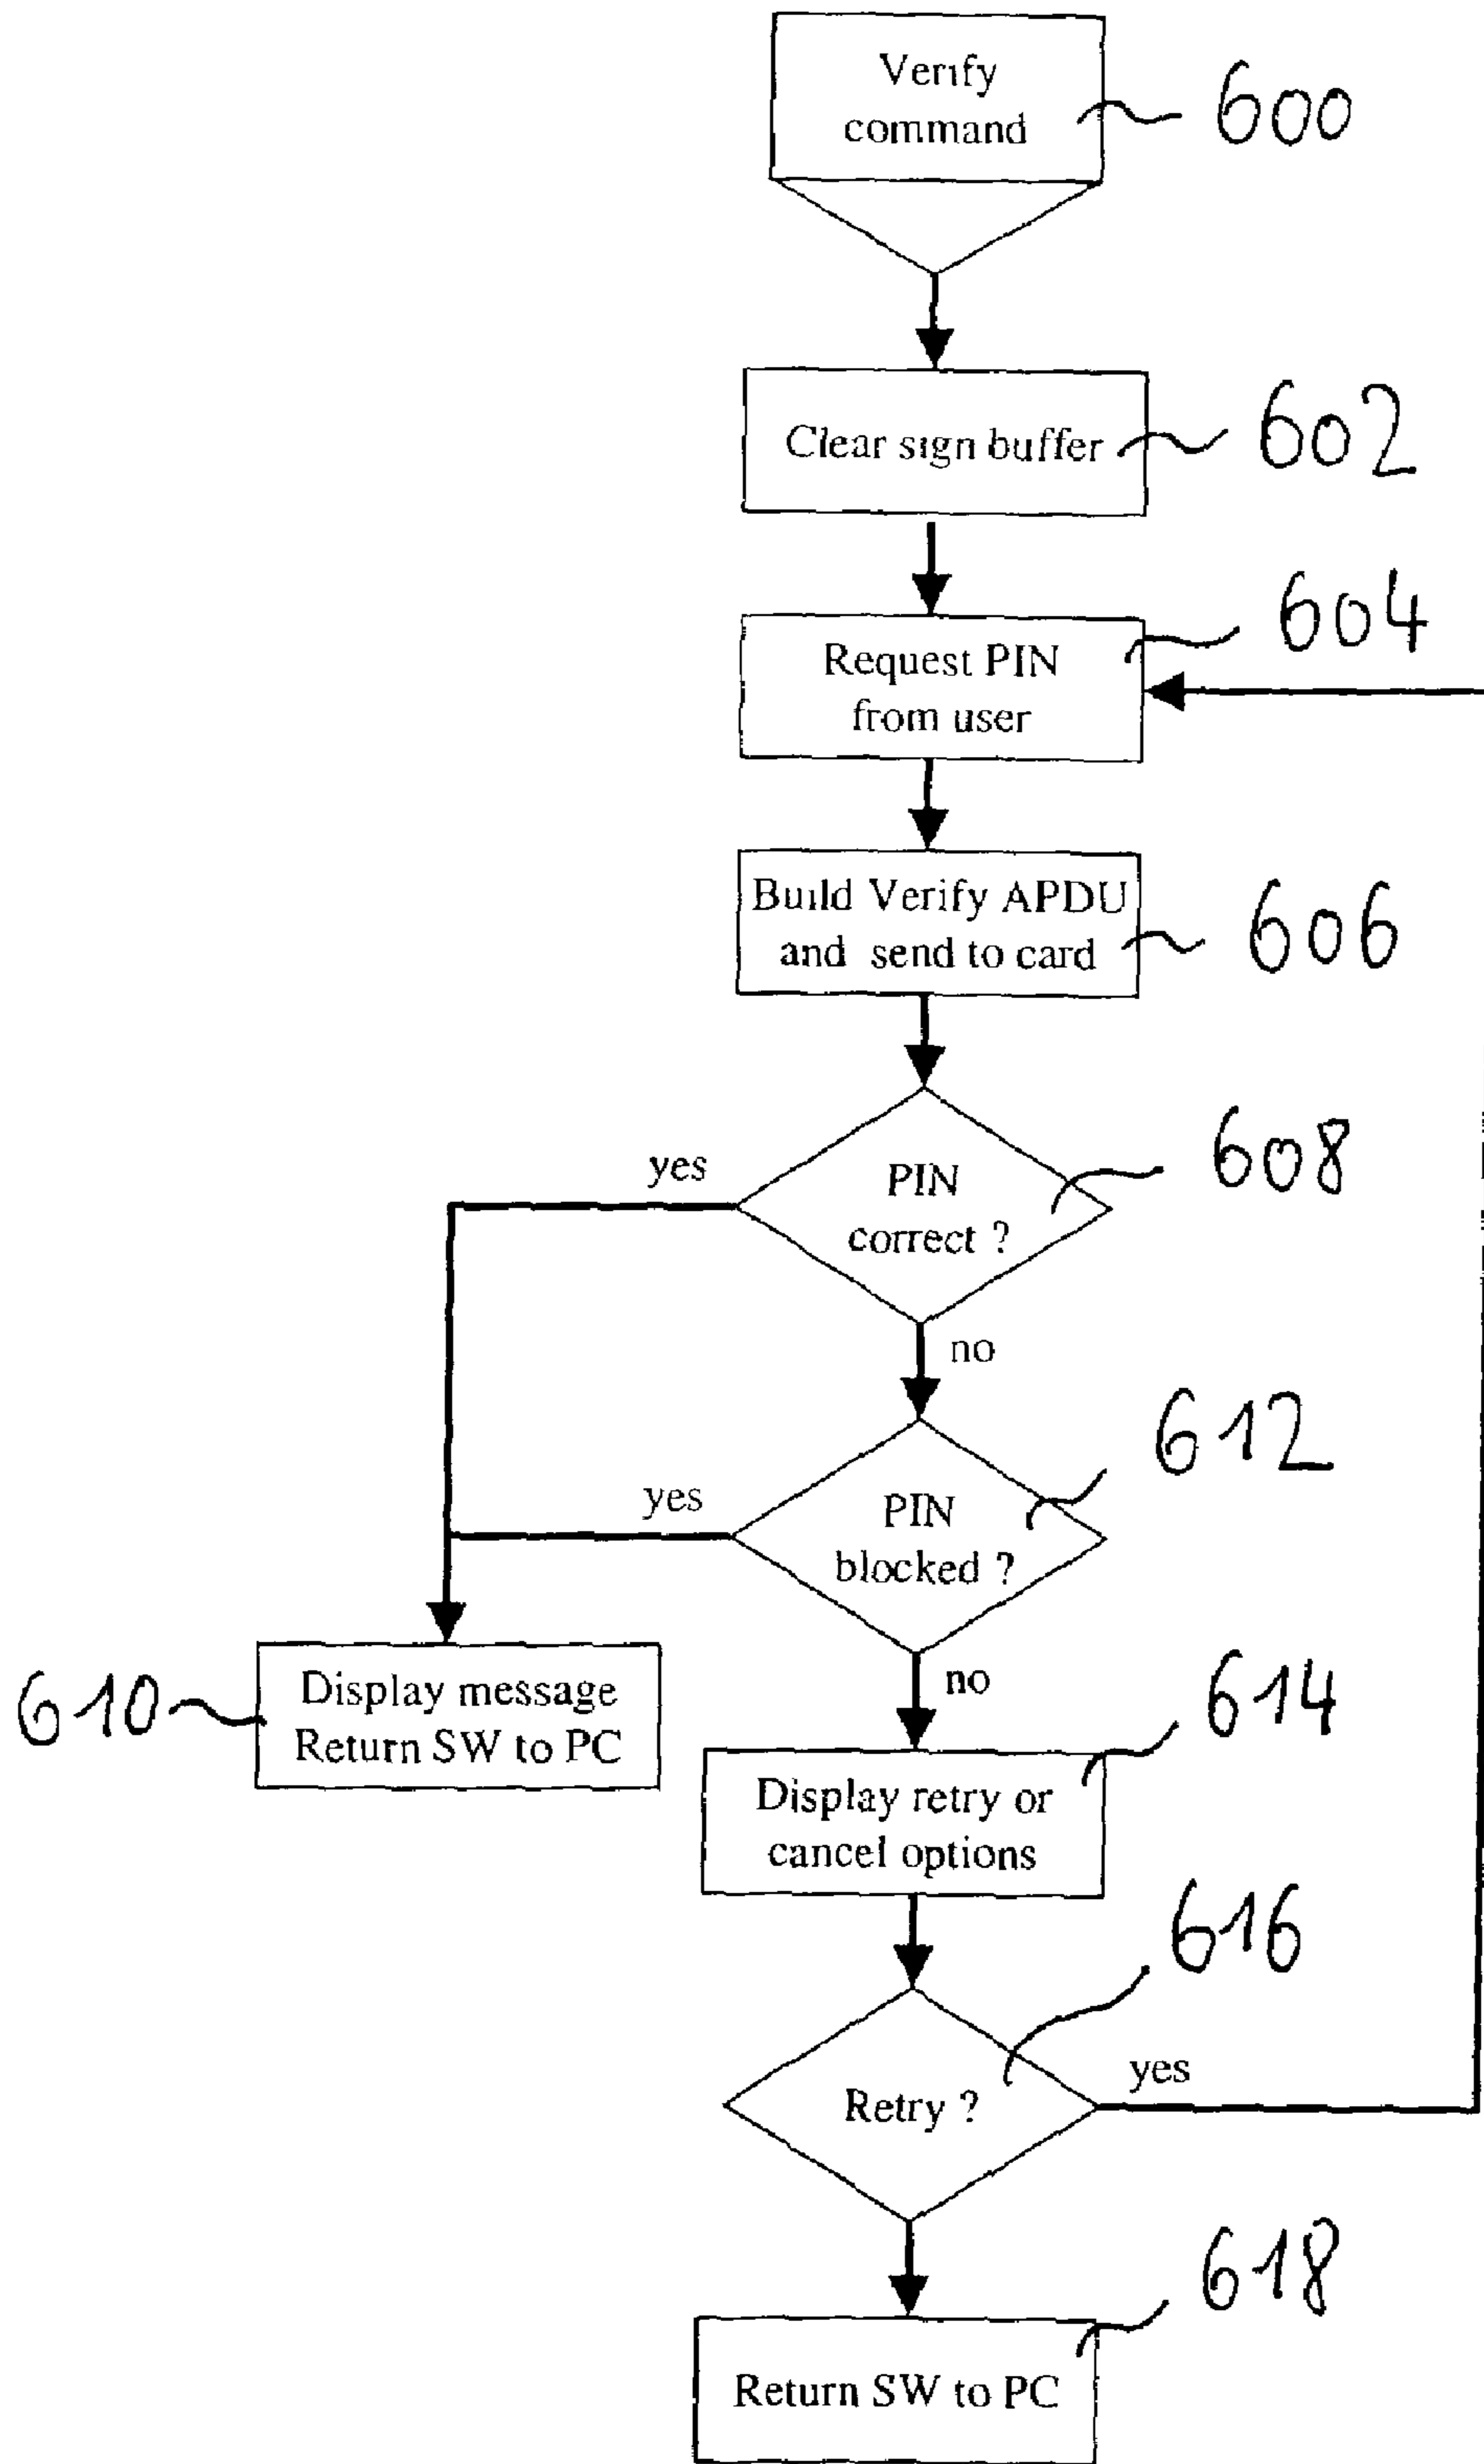 Verify
command
600
Clear sign buffer
602
604
Request PIN
from user
Build Verify APDU
and send to card
606
yes
PIN
correct ?
608
no
612
yes
PIN
blocked ?
no
610
Display message
Return SW to PC
614
Display retry or
cancel options
616
Retry ?
yes
618
Return SW to PC